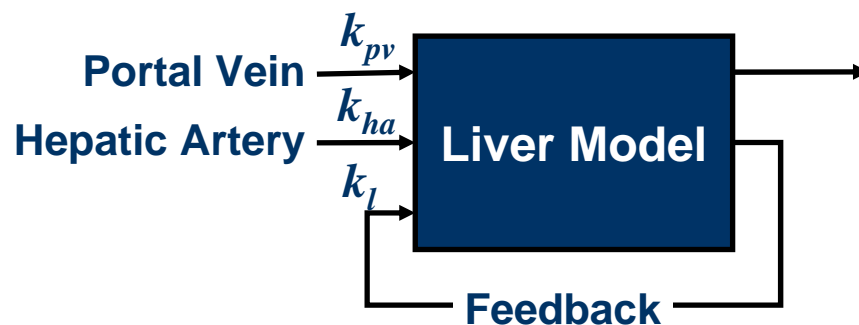 k_pv
Portal Vein
k_ha
Hepatic Artery
Liver Model
k_l
Feedback